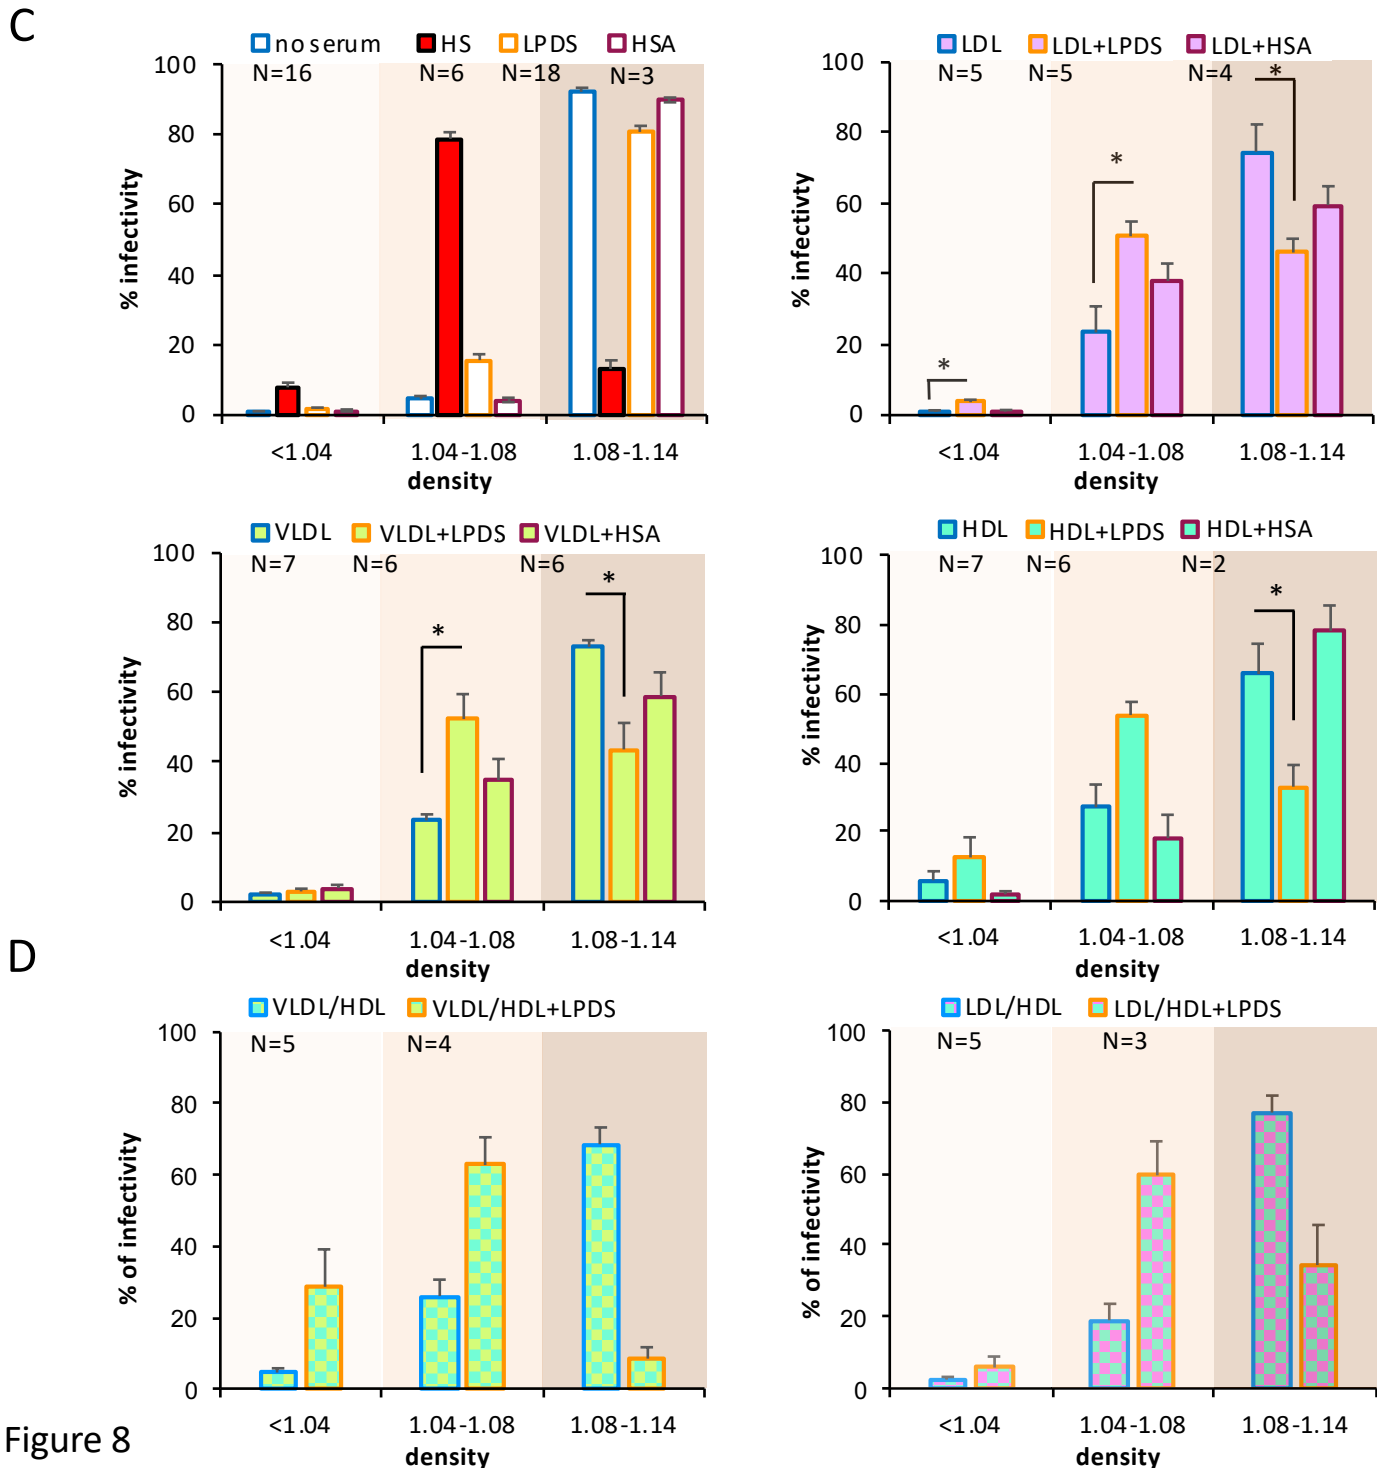 C
no serum HS LPDS HSA
N=16 N=6 N=18 N=3
100
80
60
40
20
0
% infectivity
<1.04 1.04-1.08 1.08-1.14
density
LDL LDL+LPDS LDL+HSA
N=5 N=5 N=4
*
*
*
100
80
60
40
20
0
% infectivty
<1.04 1.04-1.08 1.08-1.14
density
VLDL VLDL+LPDS VLDL+HSA
N=7 N=6 N=6
*
*
100
80
60
40
20
0
% infectivity
<1.04 1.04-1.08 1.08-1.14
density
HDL HDL+LPDS HDL+HSA
N=7 N=6 N=2
*
100
80
60
40
20
0
% infectivity
<1.04 1.04-1.08 1.08-1.14
density
D
VLDL/HDL VLDL/HDL+LPDS
N=5 N=4
100
80
60
40
20
0
% of infectivity
<1.04 1.04-1.08 1.08-1.14
density
LDL/HDL LDL/HDL+LPDS
N=5 N=3
100
80
60
40
20
0
% of infectivity
<1.04 1.04-1.08 1.08-1.14
density
Figure 8